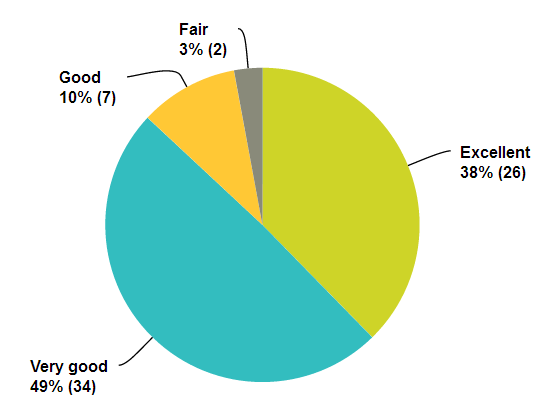 Fair
3% (2)
Good
10% (7)
Excellent
38% (26)
Very good
49% (34)